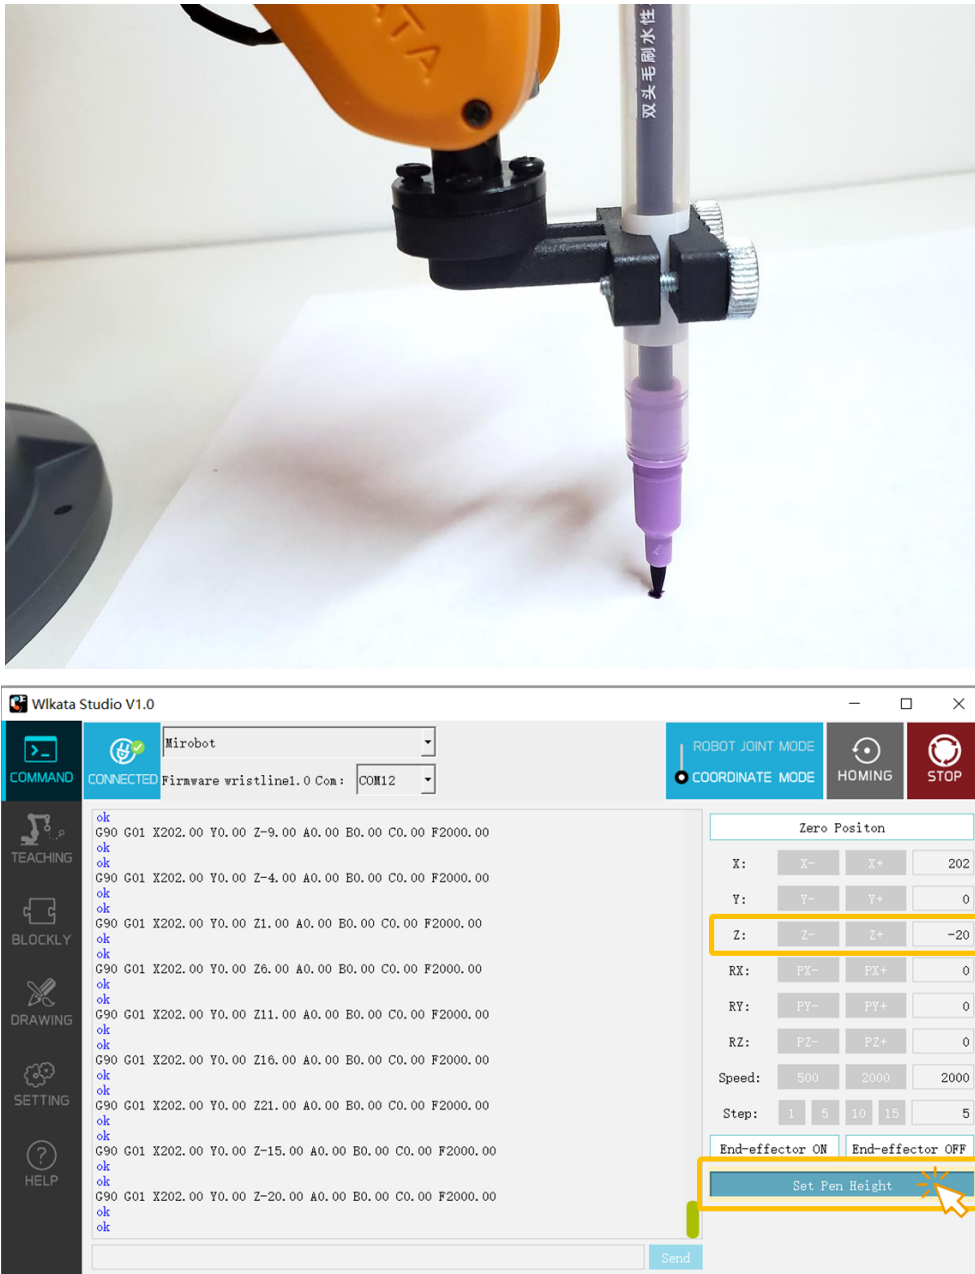 ATA
双头毛刷水性
Wlkata Studio V1.0
COMMAND
CONNECTED
Mirobot
Firmware wristline1.0 Com: COM12
ROBOT JOINT MODE
COORDINATE MODE
HOMING
STOP
TEACHING
BLOCKLY
DRAWING
SETTING
HELP
ok
G90 G01 X202.00 Y0.00 Z-9.00 A0.00 B0.00 C0.00 F2000.00
ok
ok
G90 G01 X202.00 Y0.00 Z-4.00 A0.00 B0.00 C0.00 F2000.00
ok
ok
G90 G01 X202.00 Y0.00 Z1.00 A0.00 B0.00 C0.00 F2000.00
ok
ok
G90 G01 X202.00 Y0.00 Z6.00 A0.00 B0.00 C0.00 F2000.00
ok
ok
G90 G01 X202.00 Y0.00 Z11.00 A0.00 B0.00 C0.00 F2000.00
ok
ok
G90 G01 X202.00 Y0.00 Z16.00 A0.00 B0.00 C0.00 F2000.00
ok
ok
G90 G01 X202.00 Y0.00 Z21.00 A0.00 B0.00 C0.00 F2000.00
ok
ok
G90 G01 X202.00 Y0.00 Z-15.00 A0.00 B0.00 C0.00 F2000.00
ok
ok
G90 G01 X202.00 Y0.00 Z-20.00 A0.00 B0.00 C0.00 F2000.00
ok
ok
Send
Zero Positon
X: X- X+ 202
Y: Y- Y+ 0
Z: Z- Z+ -20
RX: PX- PX+ 0
RY: PY- PY+ 0
RZ: PZ- PZ+ 0
Speed: 500 2000 2000
Step: 1 5 10 15 5
End-effector ON End-effector OFF
Set Pen Height